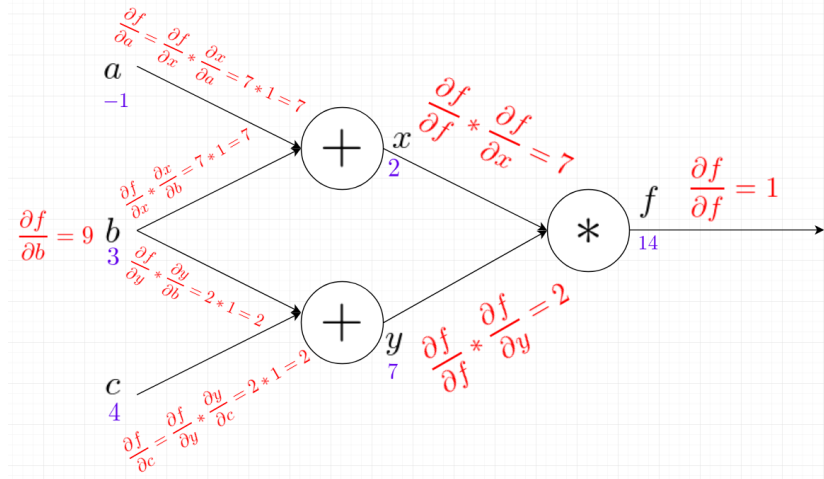 ∂f/∂a = ∂f/∂x * ∂x/∂a = 7 * 1 = 7
a
−1
+
x
2
∂f/∂f * ∂f/∂x = 7
∂f/∂x * ∂x/∂b = 7 * 1 = 7
∂f/∂b = 9
b
3
∂f/∂y * ∂y/∂b = 2 * 1 = 2
*
f
14
∂f/∂f = 1
+
y
7
∂f/∂f * ∂f/∂y = 2
c
4
∂f/∂c = ∂f/∂y * ∂y/∂c = 2 * 1 = 2